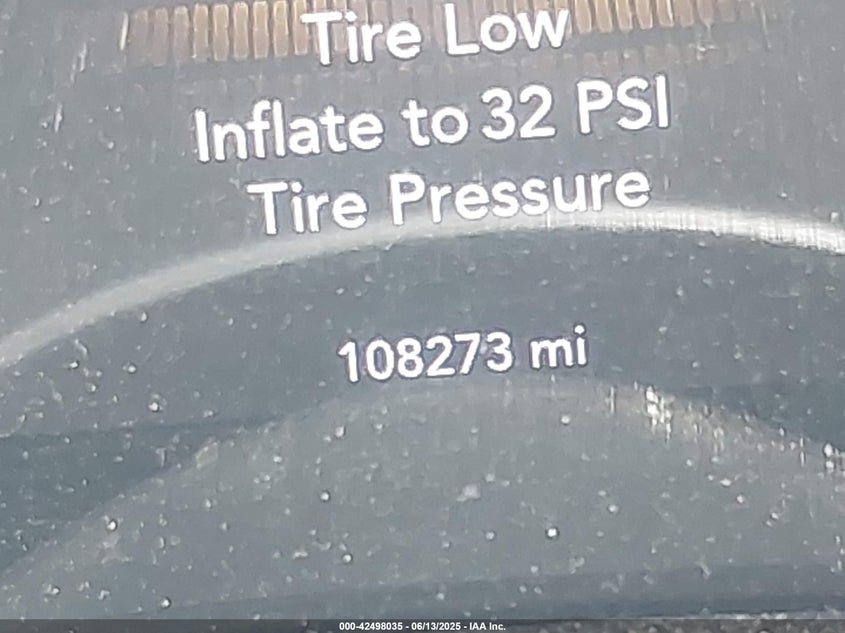 Tire Low
Inflate to 32 PSI
Tire Pressure
108273 mi
000-42498035 - 06/13/2025 - IAA Inc.